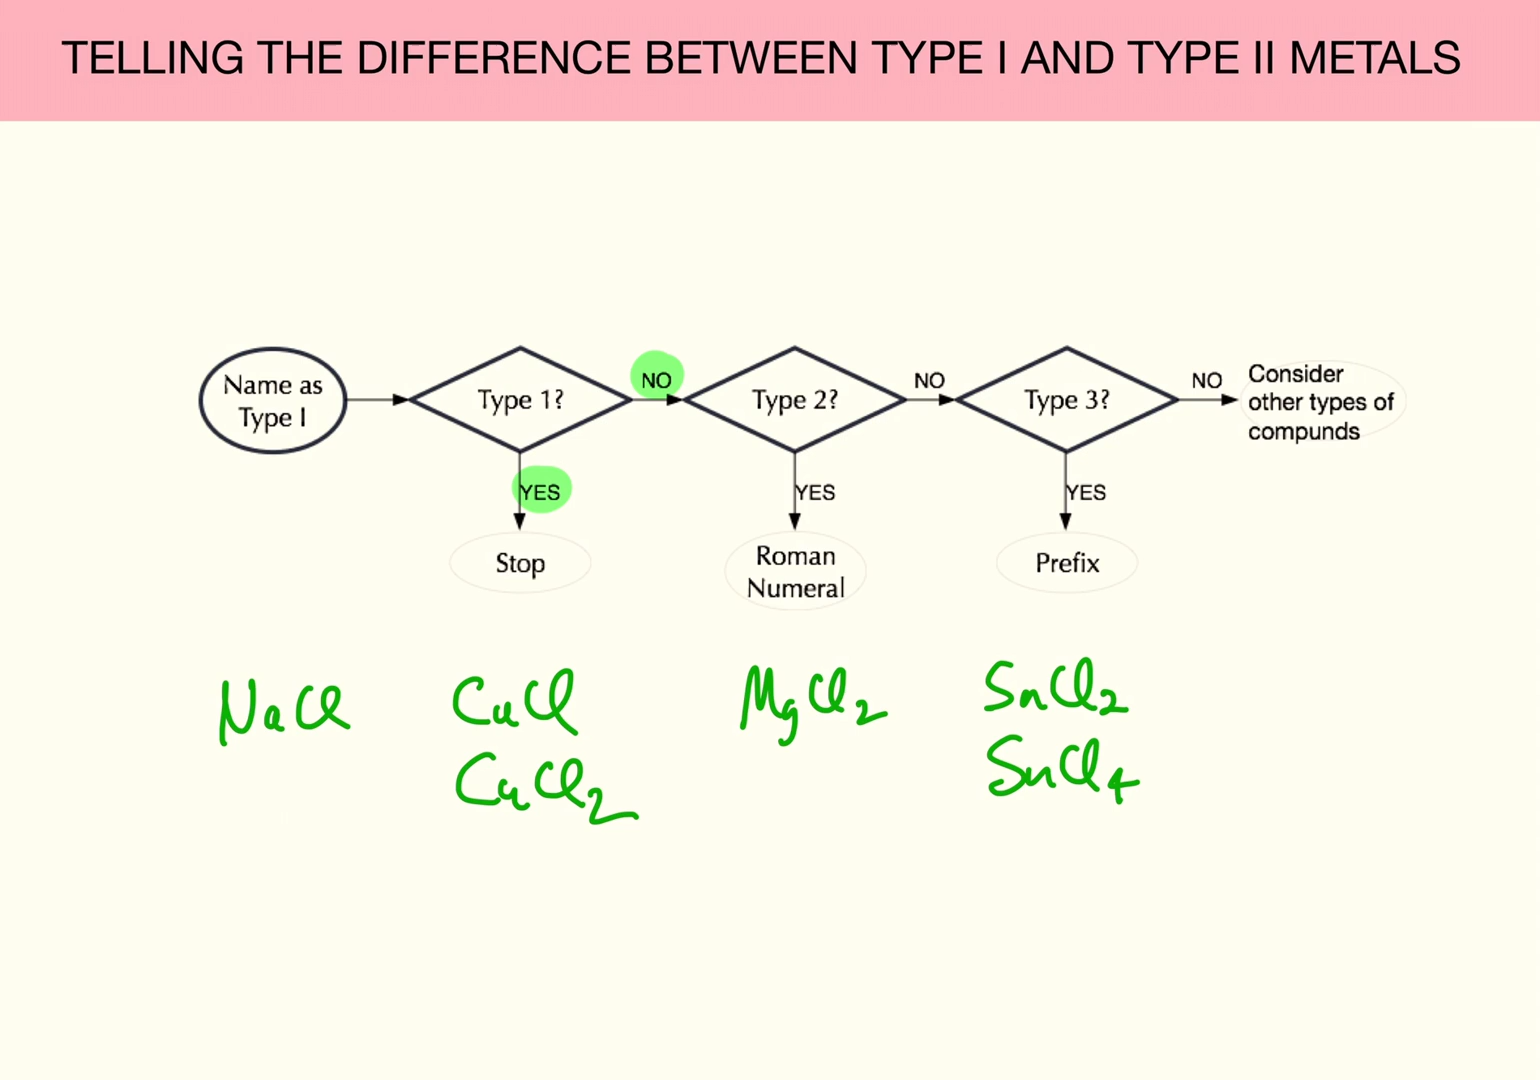 TELLING THE DIFFERENCE BETWEEN TYPE I AND TYPE II METALS
Name as
Type I
Type 1?
NO
Type 2?
NO
Type 3?
NO
Consider
other types of
compunds
YES
YES
YES
Stop
Roman
Numeral
Prefix
NaCl
CuCl
MgCl₂
SnCl₂
CuCl₂
SnCl₄